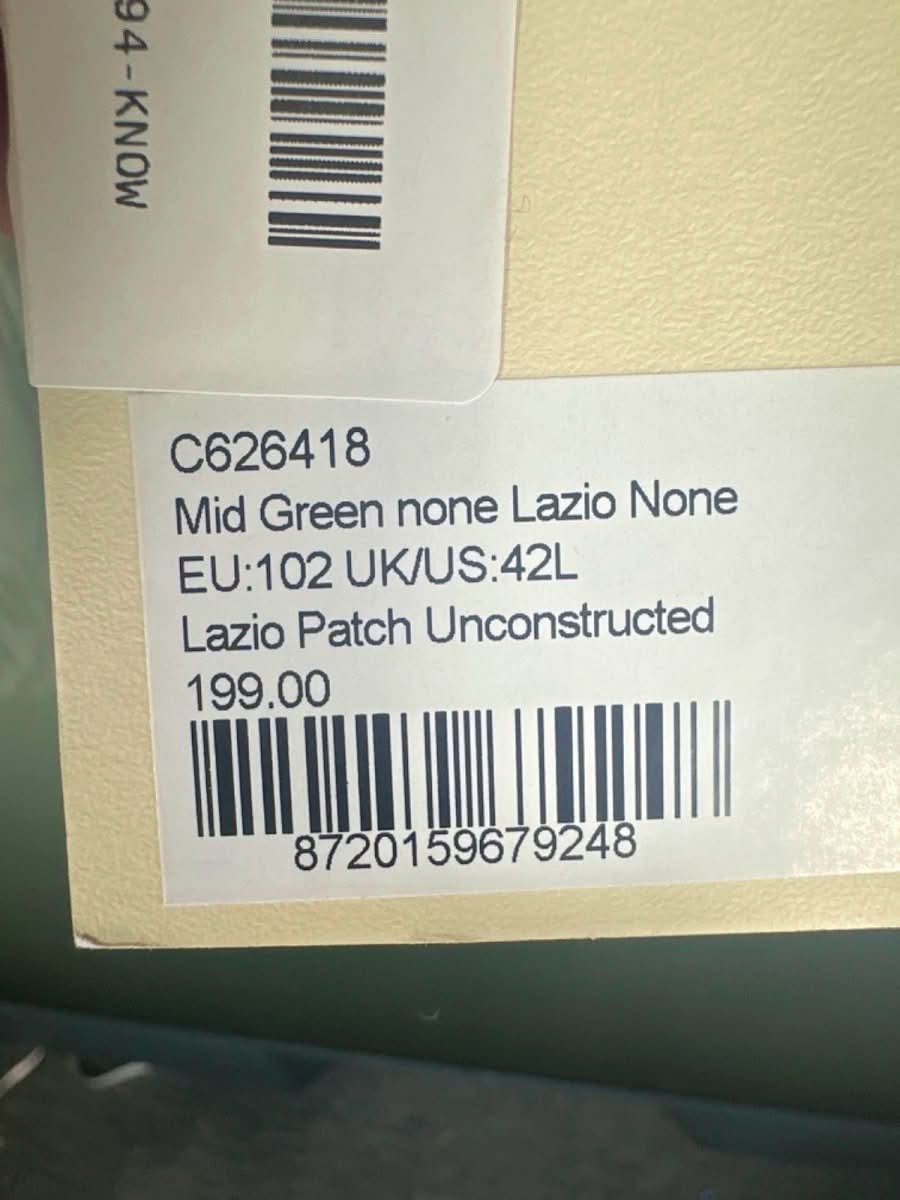 94-KNOW
C626418
Mid Green none Lazio None
EU:102 UK/US:42L
Lazio Patch Unconstructed
199.00
8720159679248